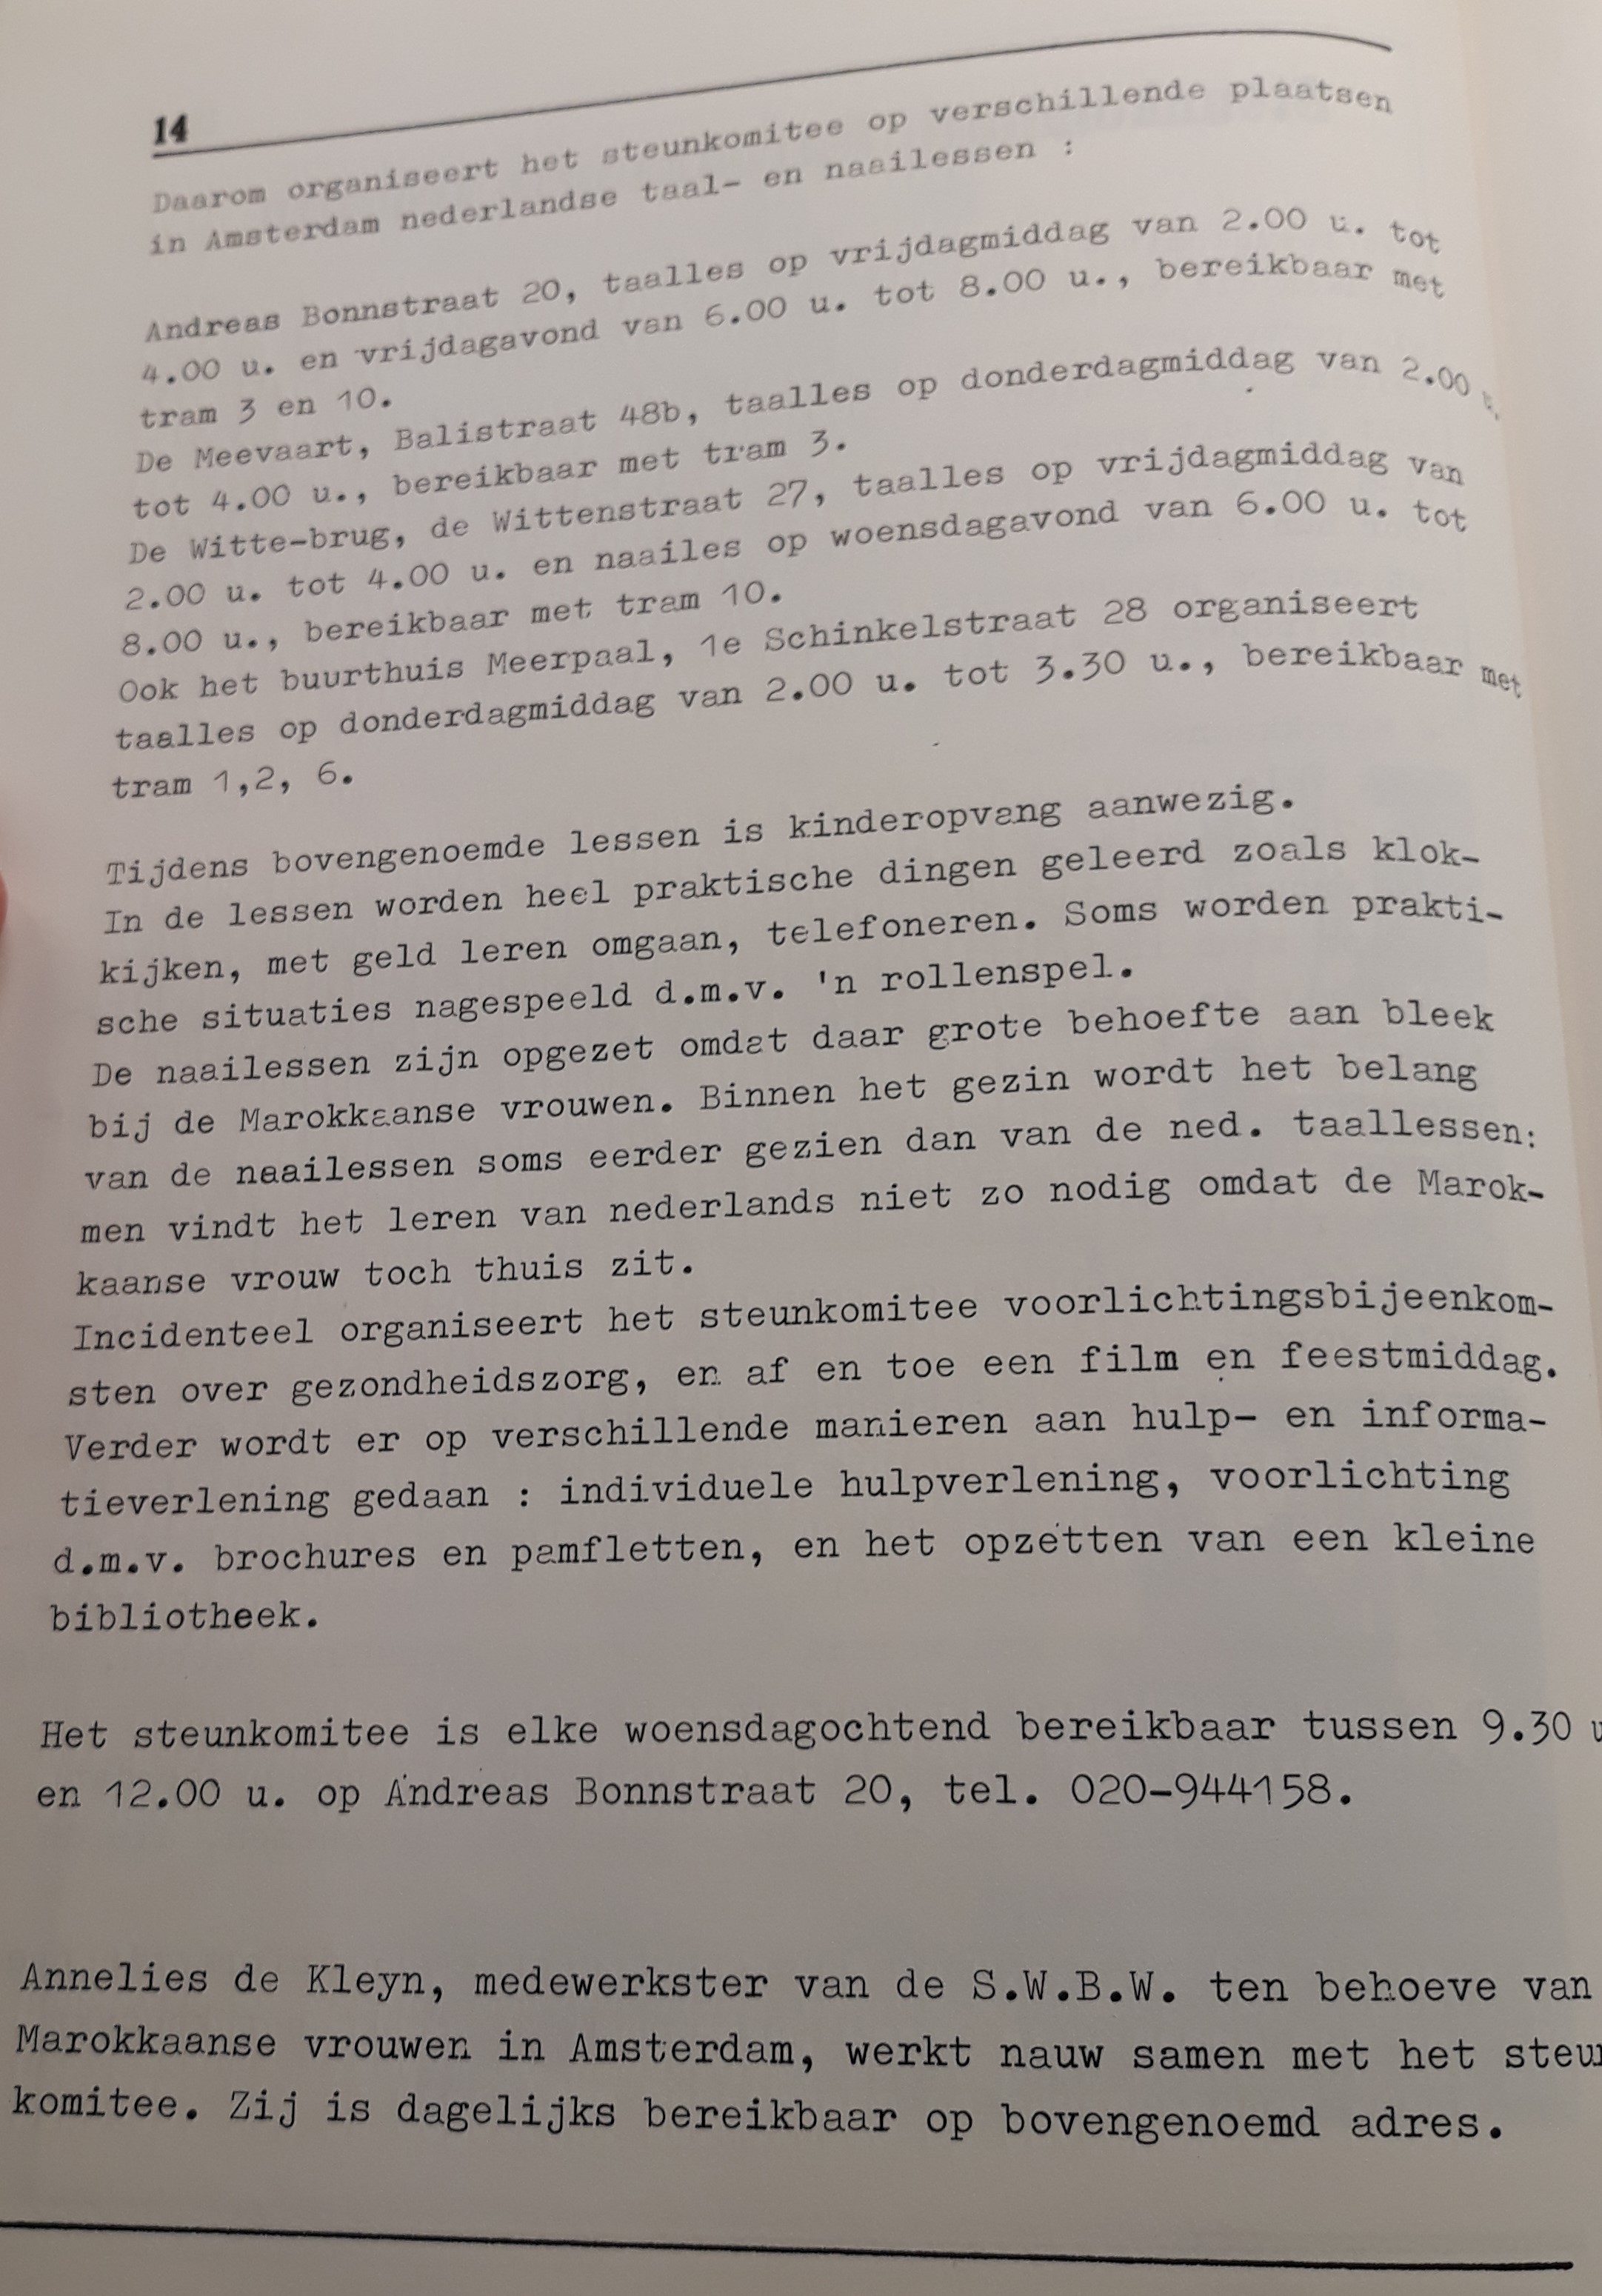 14
Daarom organiseert het steunkomitee op verschillende plaatsen
in Amsterdam nederlandse taal- en naailessen :
Andreas Bonnstraat 20, taalles op vrijdagmiddag van 2.00 u. tot
4.00 u. en vrijdagavond van 6.00 u. tot 8.00 u., bereikbaar met
tram 3 en 10.
De Meevaart, Balistraat 48b, taalles op donderdagmiddag van 2.00 u.
tot 4.00 u., bereikbaar met tram 3.
De Witte-brug, de Wittenstraat 27, taalles op vrijdagmiddag van
2.00 u. tot 4.00 u. en naailes op woensdagavond van 6.00 u. tot
8.00 u., bereikbaar met tram 10.
Ook het buurthuis Meerpaal, 1e Schinkelstraat 28 organiseert
taalles op donderdagmiddag van 2.00 u. tot 3.30 u., bereikbaar met
tram 1,2, 6.
Tijdens bovengenoemde lessen is kinderopvang aanwezig.
In de lessen worden heel praktische dingen geleerd zoals klok-
kijken, met geld leren omgaan, telefoneren. Soms worden prakti-
sche situaties nagespeeld d.m.v. 'n rollenspel.
De naailessen zijn opgezet omdat daar grote behoefte aan bleek
bij de Marokkaanse vrouwen. Binnen het gezin wordt het belang
van de naailessen soms eerder gezien dan van de ned. taallessen:
men vindt het leren van nederlands niet zo nodig omdat de Marok-
kaanse vrouw toch thuis zit.
Incidenteel organiseert het steunkomitee voorlichtingsbijeenkom-
sten over gezondheidszorg, en af en toe een film en feestmiddag.
Verder wordt er op verschillende manieren aan hulp- en informa-
tieverlening gedaan : individuele hulpverlening, voorlichting
d.m.v. brochures en pamfletten, en het opzetten van een kleine
bibliotheek.
Het steunkomitee is elke woensdagochtend bereikbaar tussen 9.30 u
en 12.00 u. op Andreas Bonnstraat 20, tel. 020-944158.
Annelies de Kleyn, medewerkster van de S.W.B.W. ten behoeve van
Marokkaanse vrouwen in Amsterdam, werkt nauw samen met het steun
komitee. Zij is dagelijks bereikbaar op bovengenoemd adres.